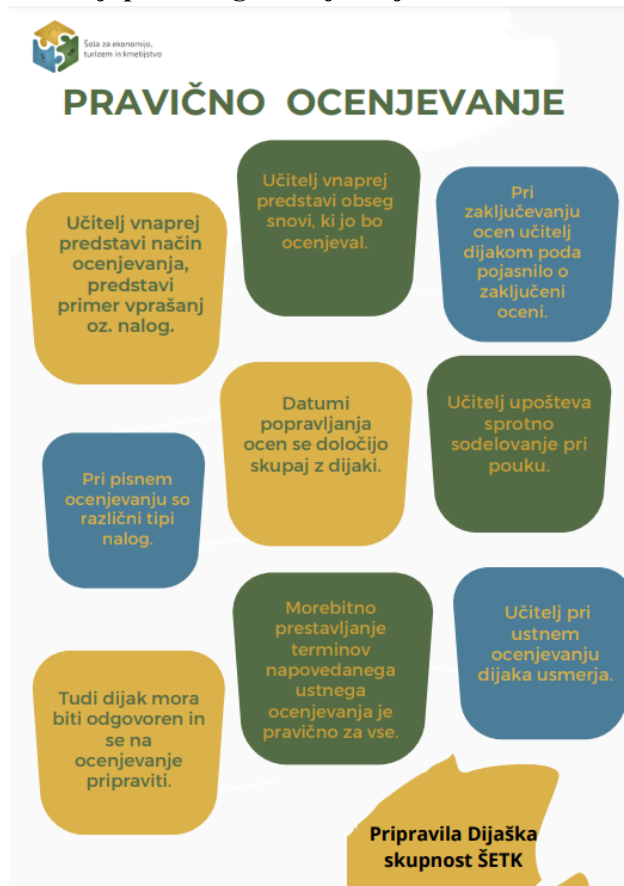 Šola za ekonomijo,
turizem in kmetijstvo
PRAVIČNO OCENJEVANJE
Učitelj vnaprej
predstavi način
ocenjevanja,
predstavi
primer vprašanj
oz. nalog.
Učitelj vnaprej
predstavi obseg
snovi, ki jo bo
ocenjeval.
Pri
zaključevanju
ocen učitelj
dijakom poda
pojasnilo o
zaključeni
oceni.
Pri pisnem
ocenjevanju so
različni tipi
nalog.
Datumi
popravljanja
ocen se določijo
skupaj z dijaki.
Učitelj upošteva
sprotno
sodelovanje pri
pouku.
Tudi dijak mora
biti odgovoren in
se na
ocenjevanje
pripraviti.
Morebitno
prestavljanje
terminov
napovedanega
ustnega
ocenjevanja je
pravično za vse.
Učitelj pri
ustnem
ocenjevanju
dijaka usmerja.
Pripravila Dijaška
skupnost ŠETK